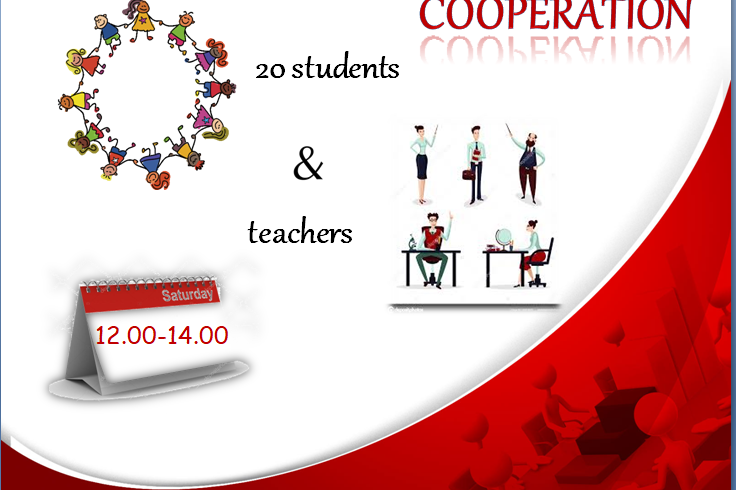 COOPERATION
20 students
&
teachers
Saturday
12.00-14.00